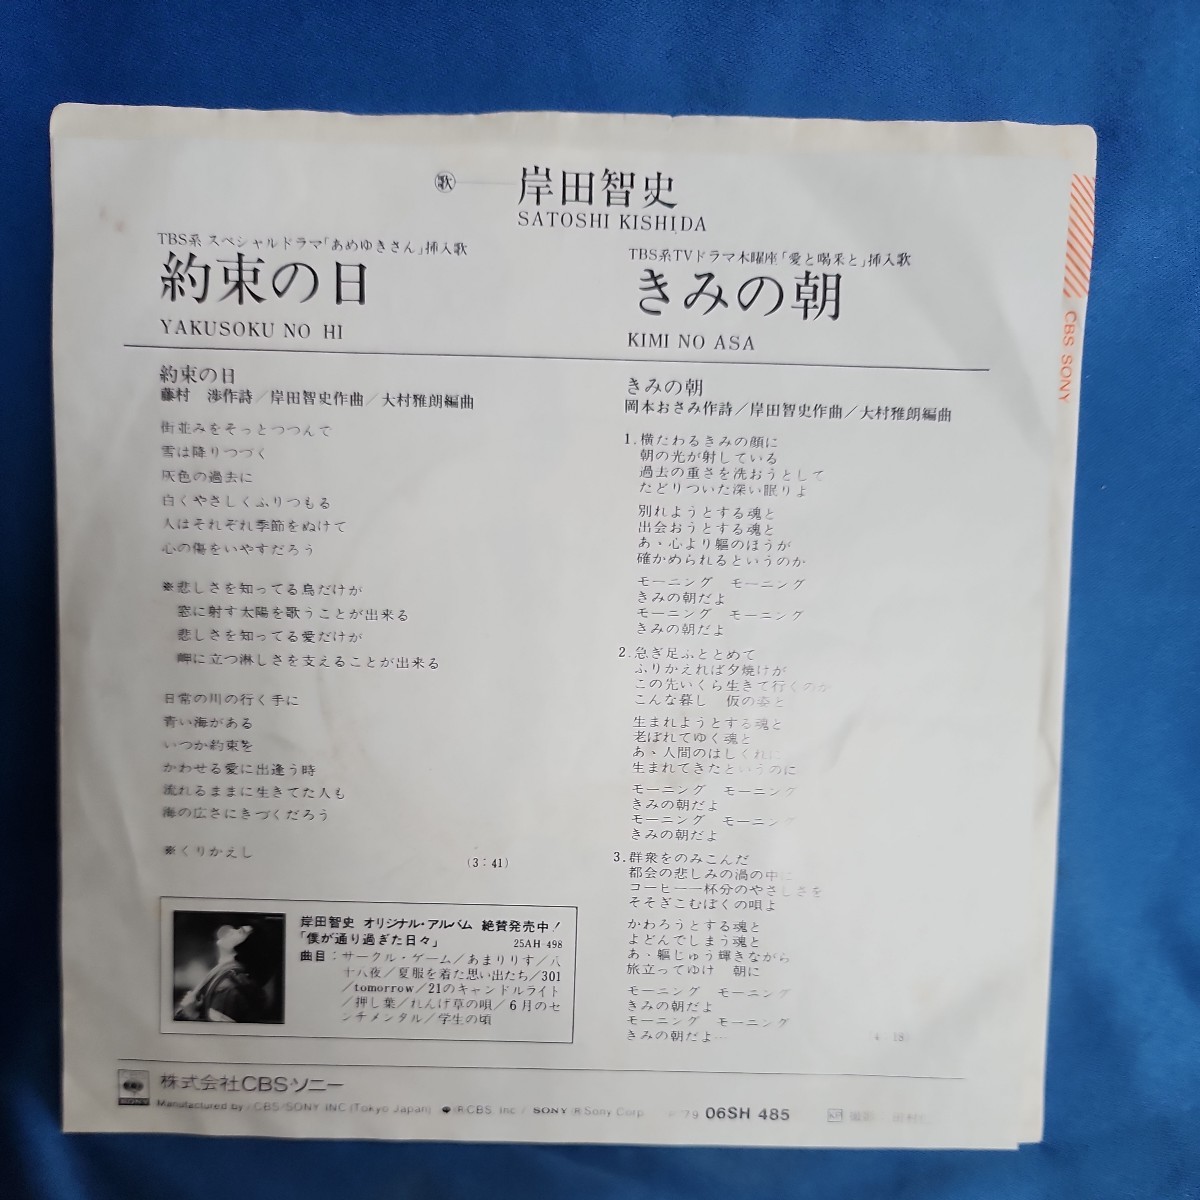 歌 岸田智史
SATOSHI KISHIDA
TBS系 スペシャルドラマ「あめゆきさん」挿入歌
約束の日
YAKUSOKU NO HI
TBS系TVドラマ木曜座「愛と喝釆と」挿入歌
きみの朝
KIMI NO ASA
約束の日
藤村 渉作詩／岸田智史作曲／大村雅朗編曲
街並みをそっとつつんで
雪は降りつづく
灰色の過去に
白くやさしくふりつもる
人はそれぞれ季節をぬけて
心の傷をいやすだろう
※悲しさを知ってる鳥だけが
窓に射す太陽を歌うことが出来る
悲しさを知ってる愛だけが
岬に立つ淋しさを支えることが出来る
日常の川の行く手に
青い海がある
いつか約束を
かわせる愛に出逢う時
流れるままに生きてた人も
海の広さにきづくだろう
※くりかえし
(3：41)
きみの朝
岡本おさみ作詩／岸田智史作曲／大村雅朗編曲
1.横たわるきみの顔に
朝の光が射している
過去の重さを洗おうとして
たどりついた深い眠りよ
別れようとする魂と
出会おうとする魂と
あゝ心より軀のほうが
確かめられるというのか
モーニング モーニング
きみの朝だよ
モーニング モーニング
きみの朝だよ
2.急ぎ足ふととめて
ふりかえれば夕焼けが
この先いくら生きて行くのか
こんな暮し 仮の姿と
生まれようとする魂と
老ぼれてゆく魂と
あゝ人間のはしくれに
生まれてきたというのに
モーニング モーニング
きみの朝だよ
モーニング モーニング
きみの朝だよ
3.群衆をのみこんだ
都会の悲しみの渦の中に
コーヒー一杯分のやさしさを
そそぎこむぼくの唄よ
かわろうとする魂と
よどんでしまう魂と
あゝ軀じゅう輝きながら
旅立ってゆけ 朝に
モーニング モーニング
きみの朝だよ
モーニング モーニング
きみの朝だよ…
岸田智史 オリジナル・アルバム 絶賛発売中！
「僕が通り過ぎた日々」 25AH 498
曲目：サークル・ゲーム／あまりりす／八
十八夜／夏服を着た思い出たち／301
／tomorrow／21のキャンドルライト
／押し葉／れんげ草の唄／6月のセ
ンチメンタル／学生の頃
CBS SONY
SONY
株式会社CBS・ソニー
Manufactured by CBS/SONY INC (Tokyo Japan) ®CBS, Inc / SONY ®Sony Corp. '79 06SH 485